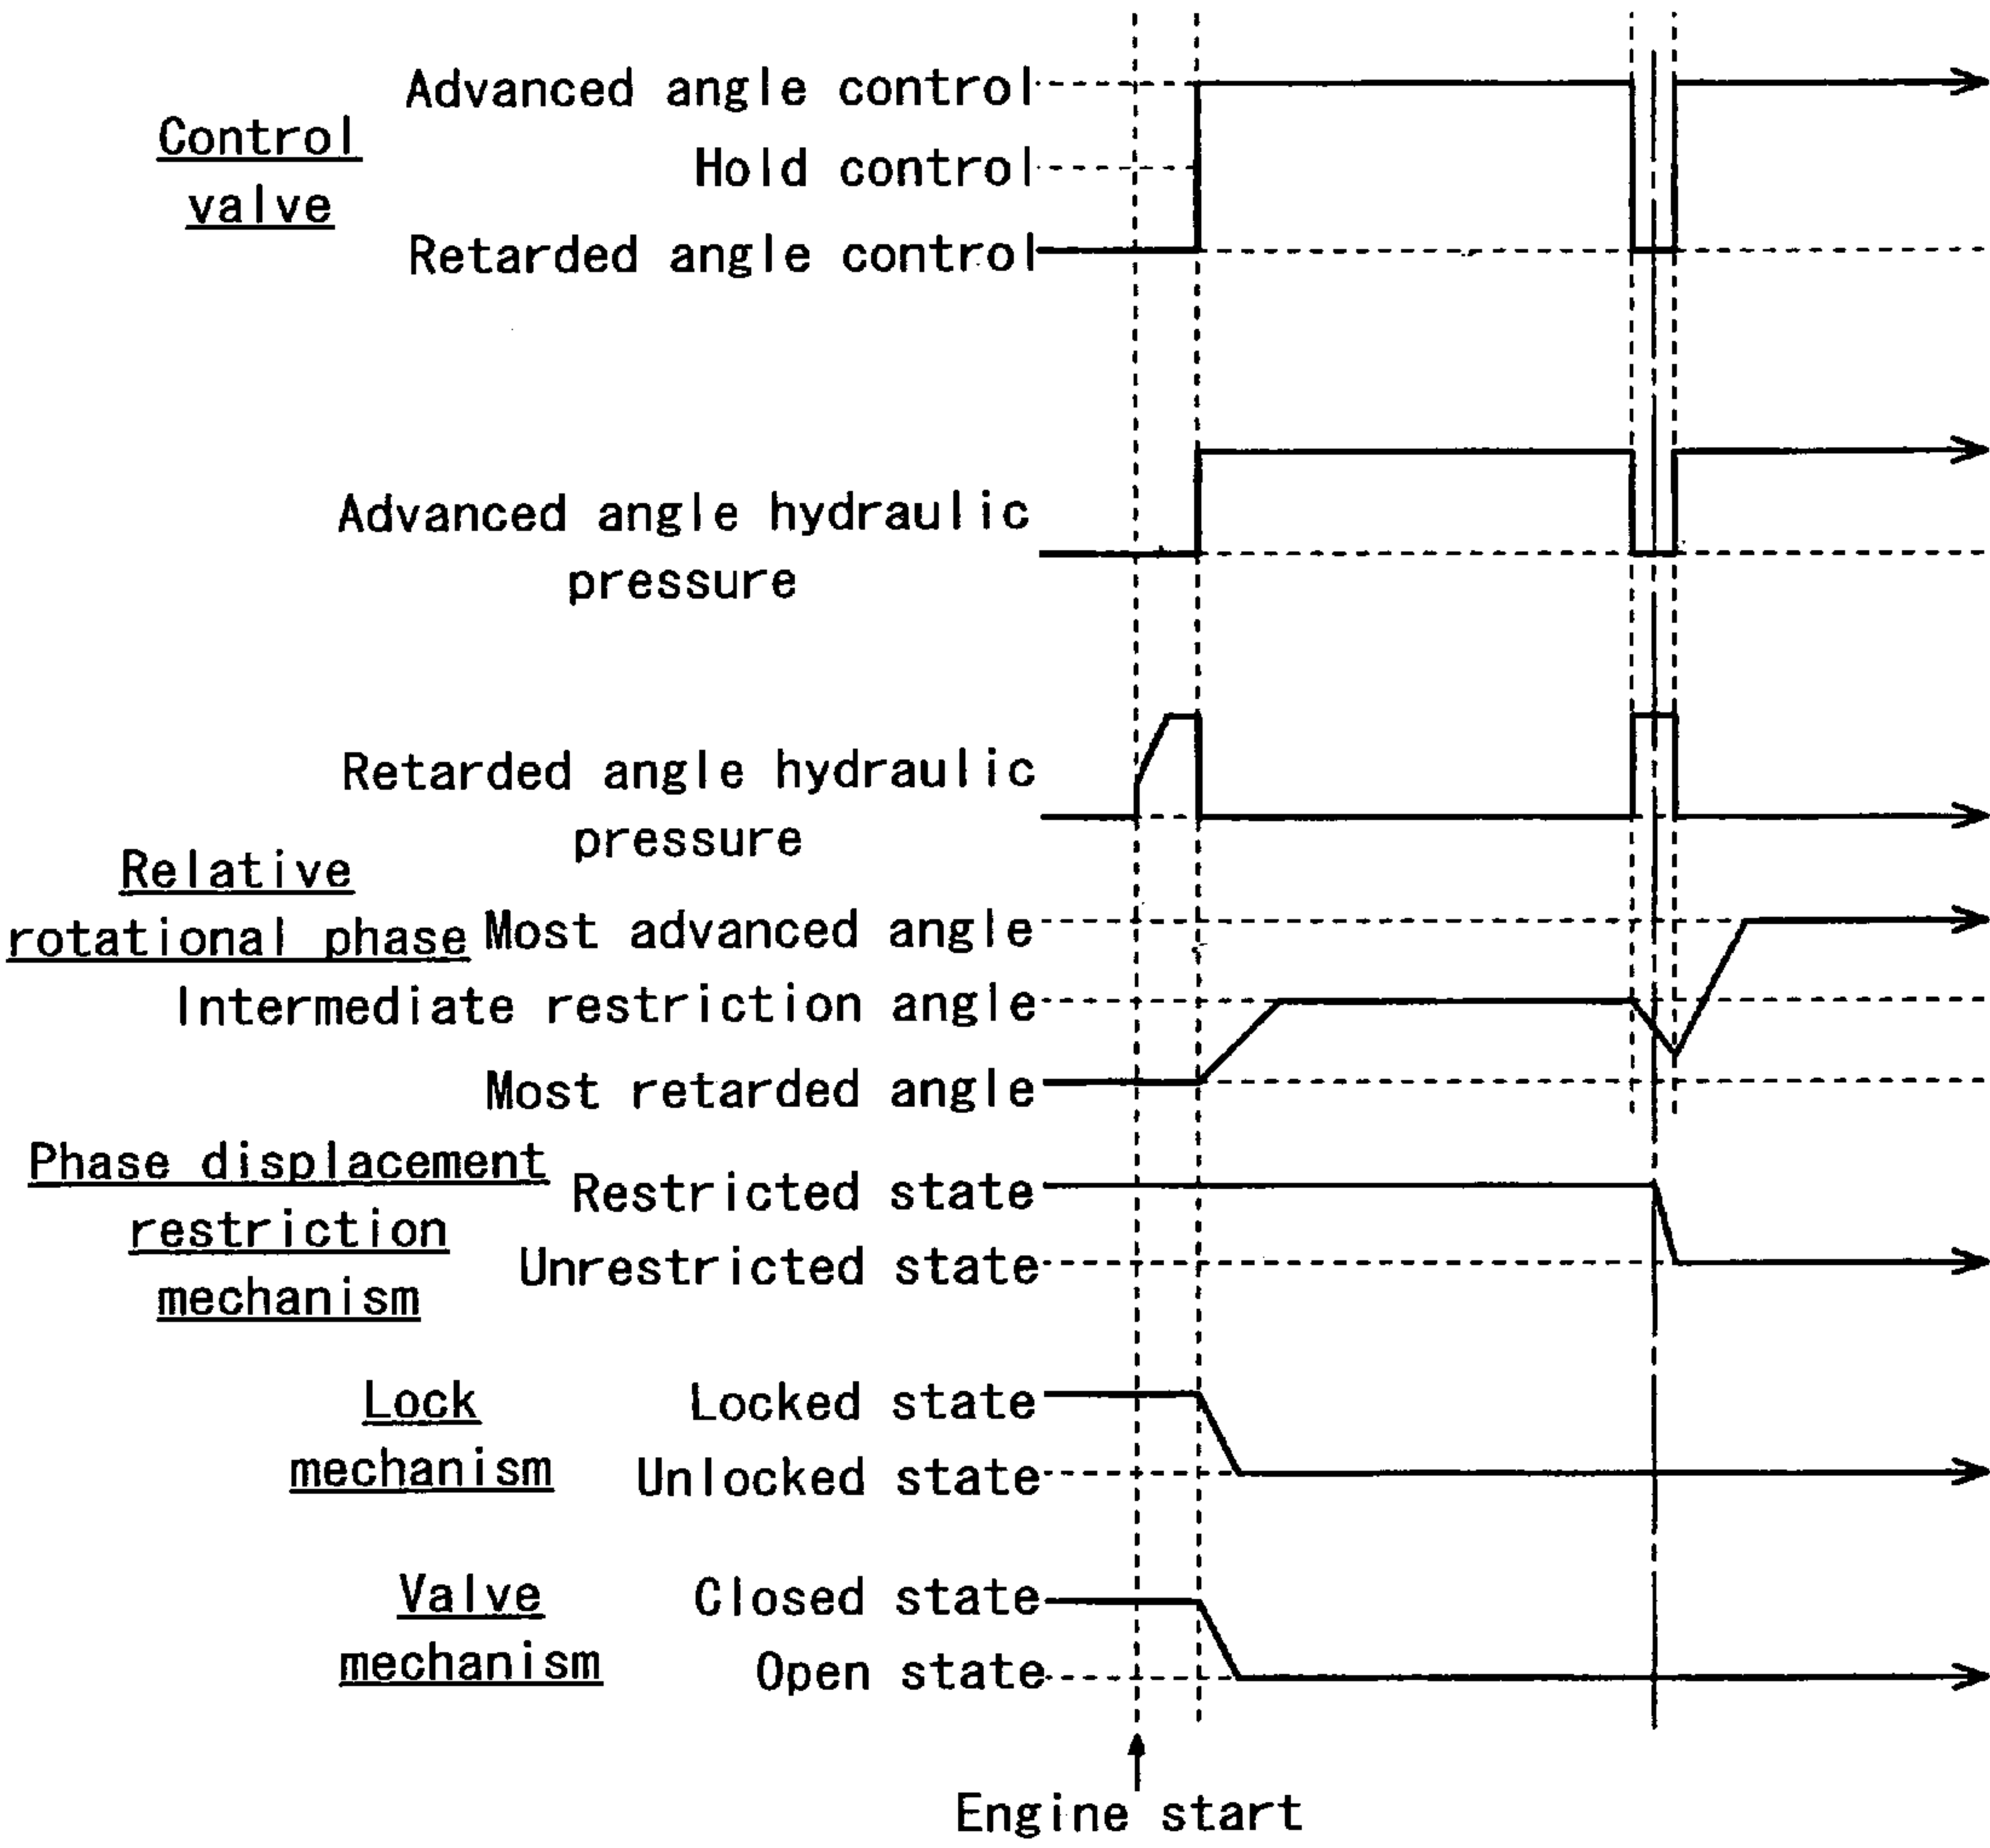 Advanced angle control
Control
valve
Hold control
Retarded angle control
Advanced angle hydraulic
pressure
Retarded angle hydraulic
pressure
Relative
rotational phase
Most advanced angle
Intermediate restriction angle
Most retarded angle
Phase displacement
restriction
mechanism
Restricted state
Unrestricted state
Lock
mechanism
Locked state
Unlocked state
Valve
mechanism
Closed state
Open state
Engine start